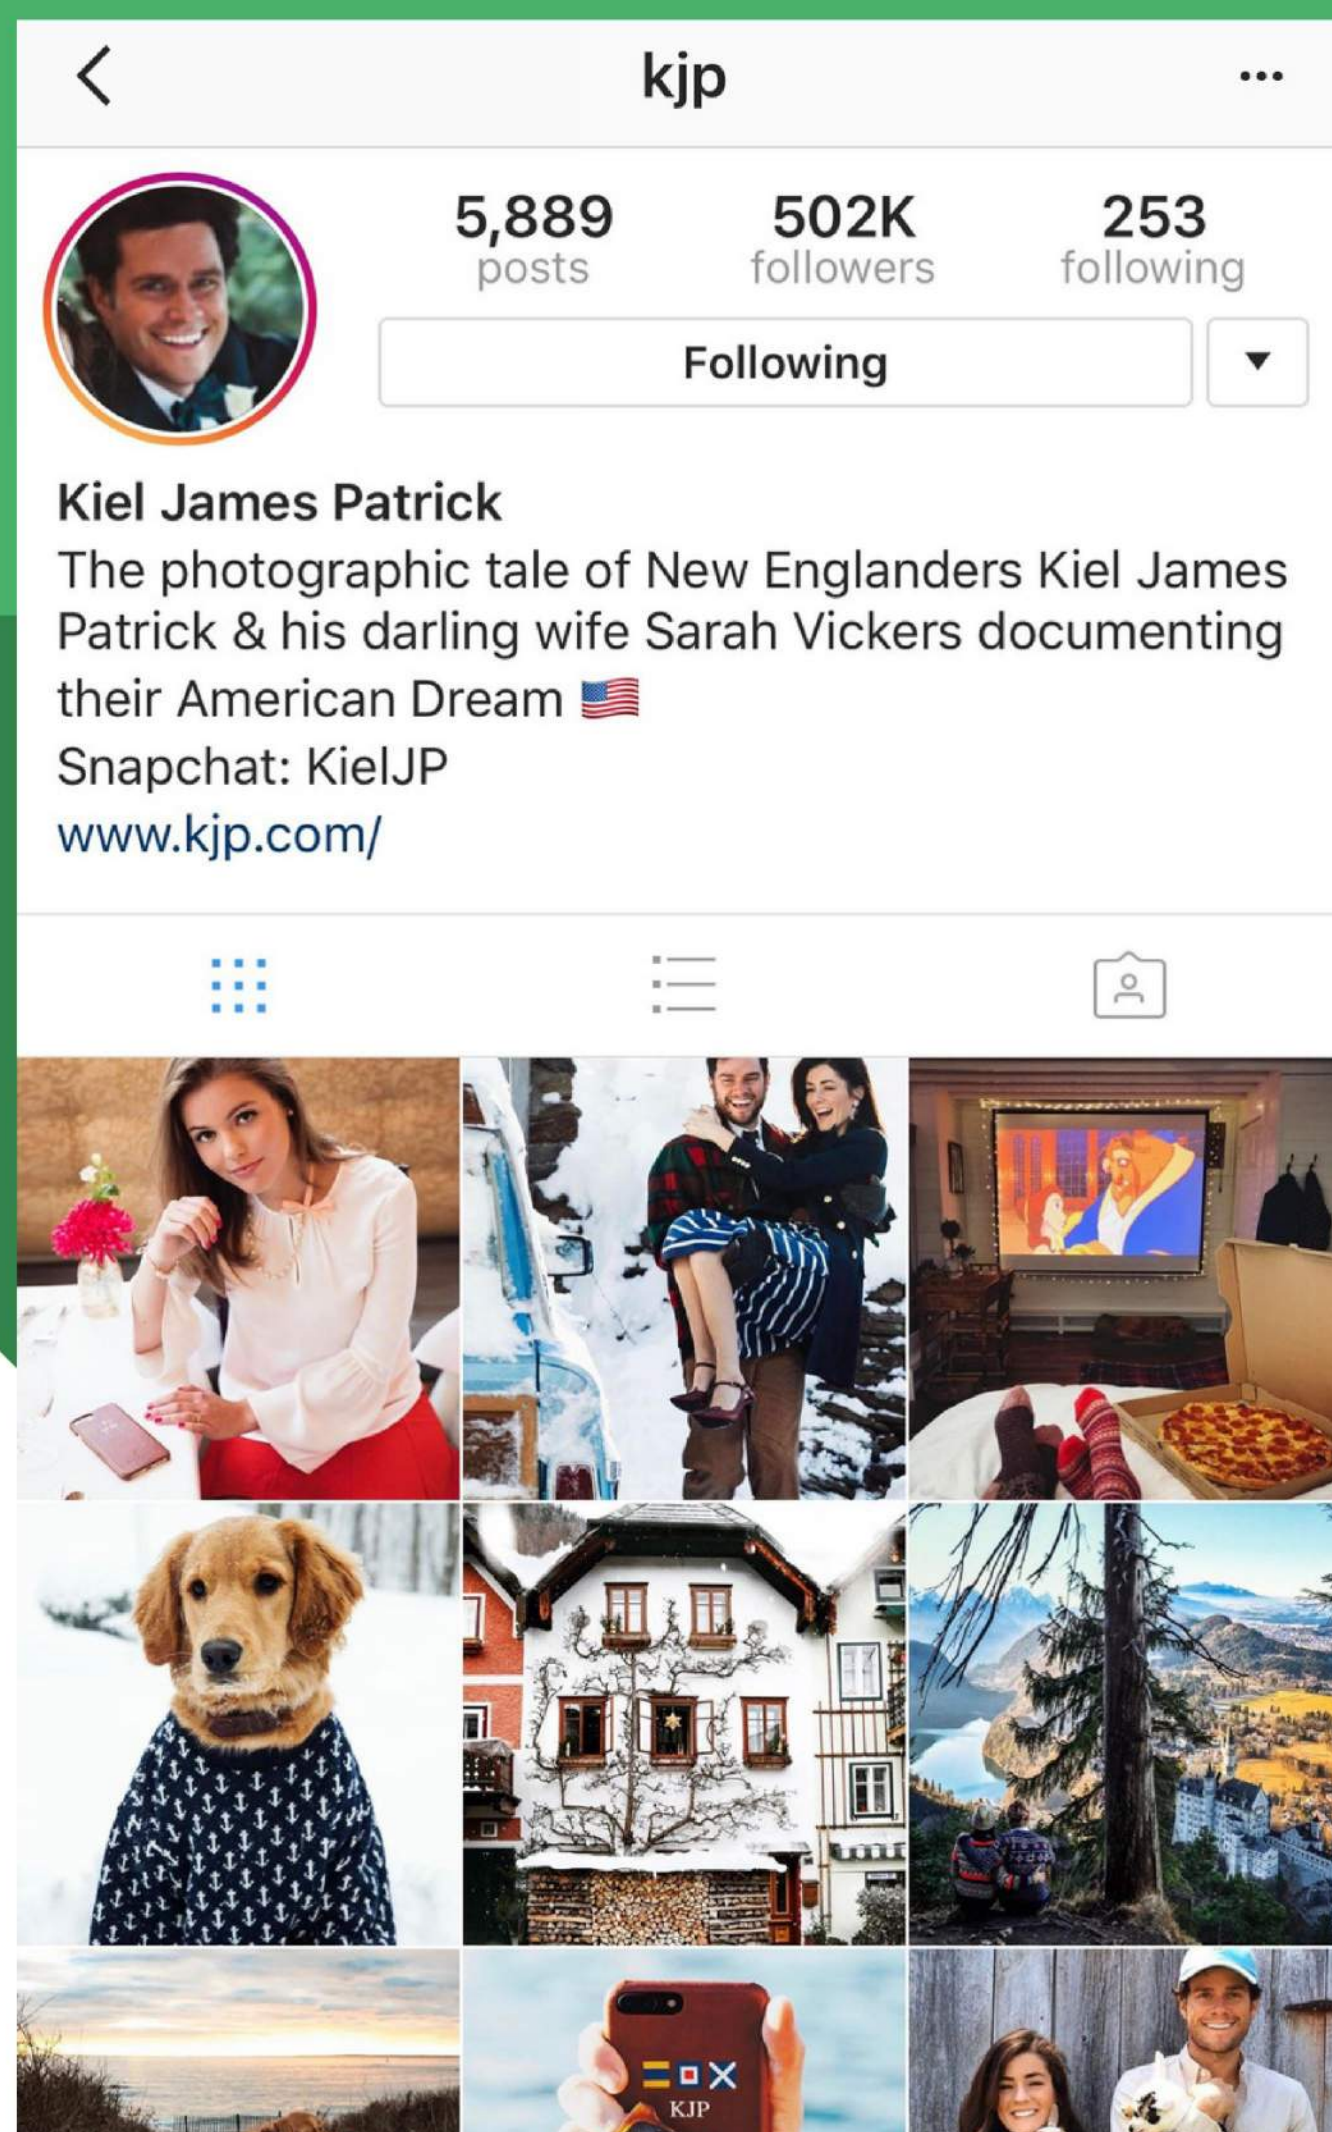 kjp
5,889
posts
502K
followers
253
following
Following
Kiel James Patrick
The photographic tale of New Englanders Kiel James
Patrick & his darling wife Sarah Vickers documenting
their American Dream 🇺🇸
Snapchat: KielJP
www.kjp.com/
KJP